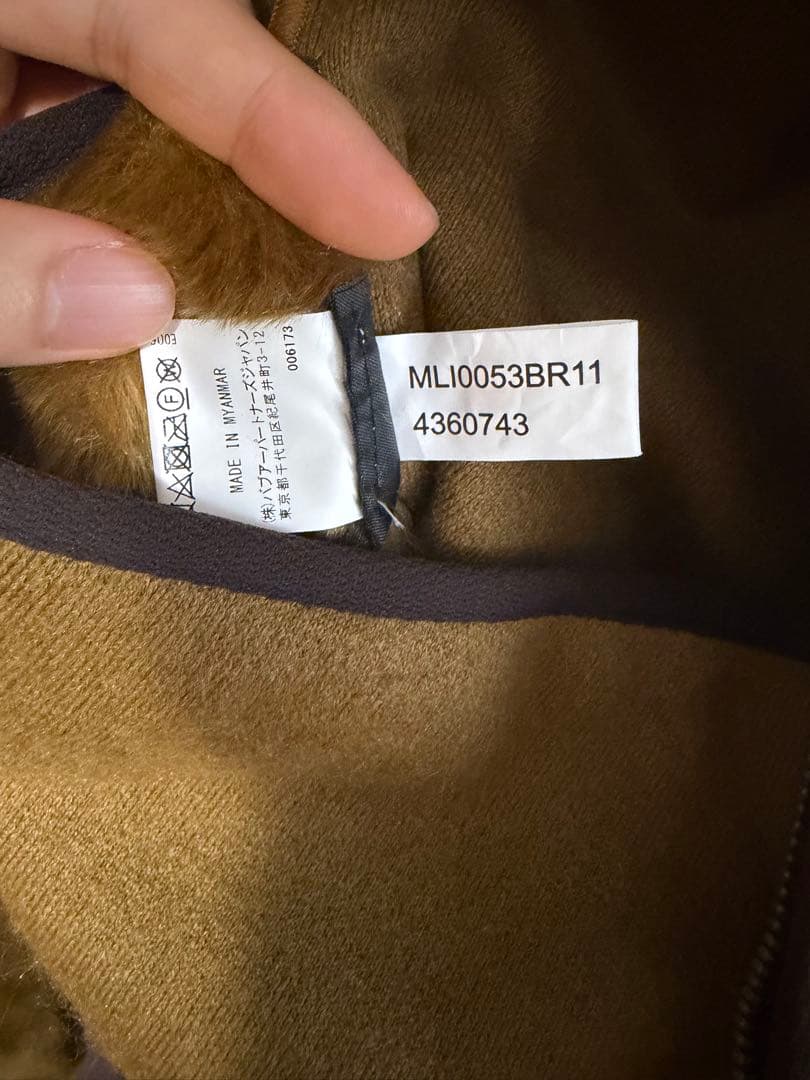 MADE IN MYANMAR
(株)バブアーパートナーズジャパン
東京都千代田区紀尾井町3-12
006173
MLI0053BR11
4360743